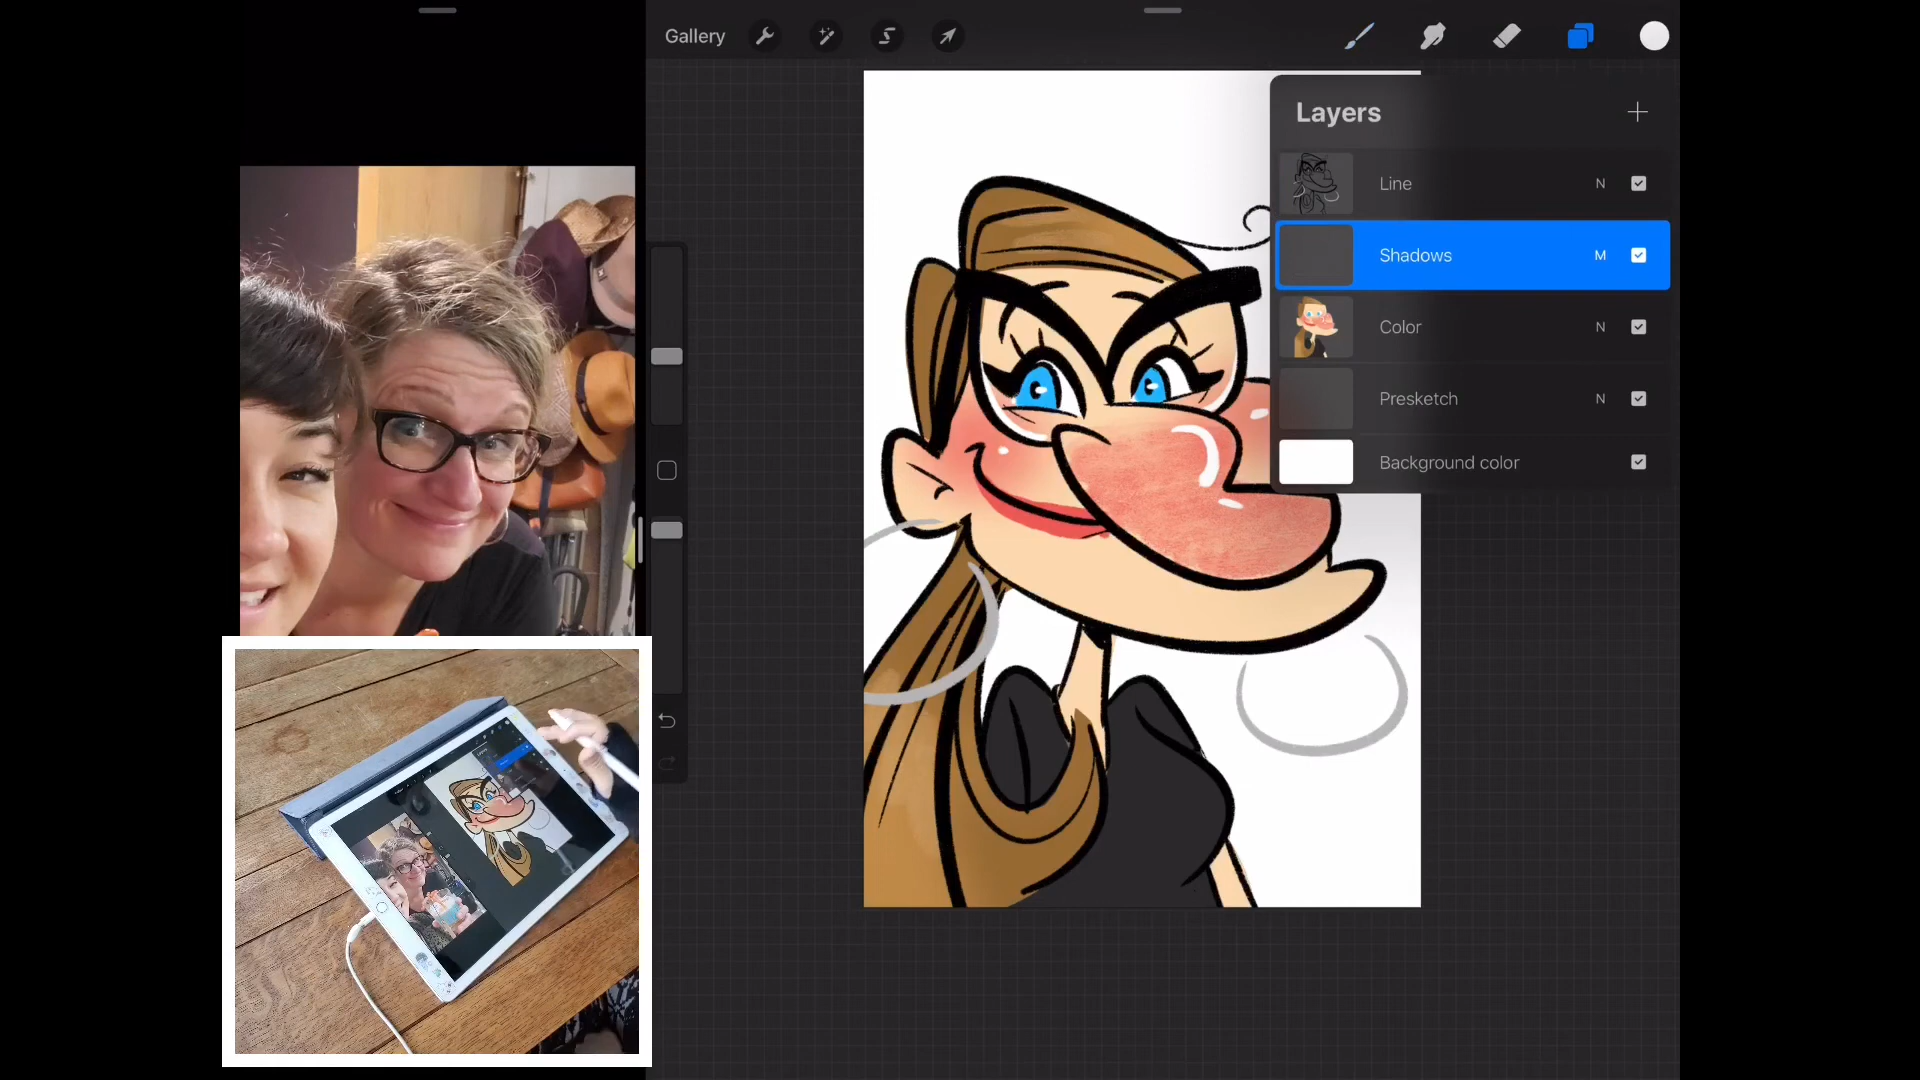 Gallery
Layers
Line N
Shadows M
Color N
Presketch N
Background color